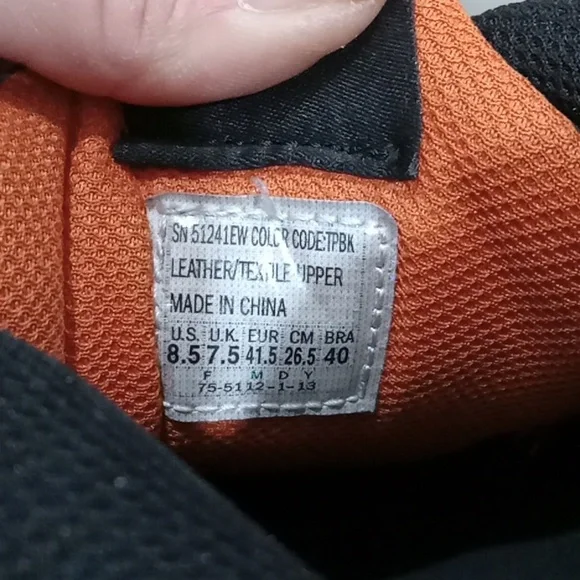 SN 51241EW COLOR CODE:TPBK
LEATHER/TEXTILE UPPER
MADE IN CHINA
U.S. U.K. EUR CM BRA
8.5 7.5 41.5 26.5 40
F M D Y
75-5112-1-13